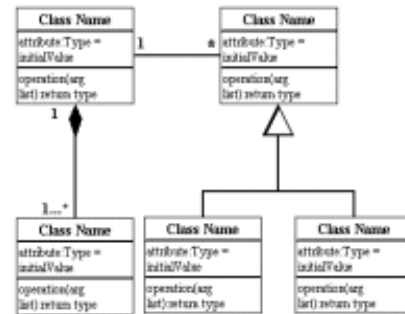 Class Name
attribute:Type =
initialValue
operation(arg
list):return type
1
*
Class Name
attribute:Type =
initialValue
operation(arg
list):return type
1
1...*
Class Name
attribute:Type =
initialValue
operation(arg
list):return type
Class Name
attribute:Type =
initialValue
operation(arg
list):return type
Class Name
attribute:Type =
initialValue
operation(arg
list):return type